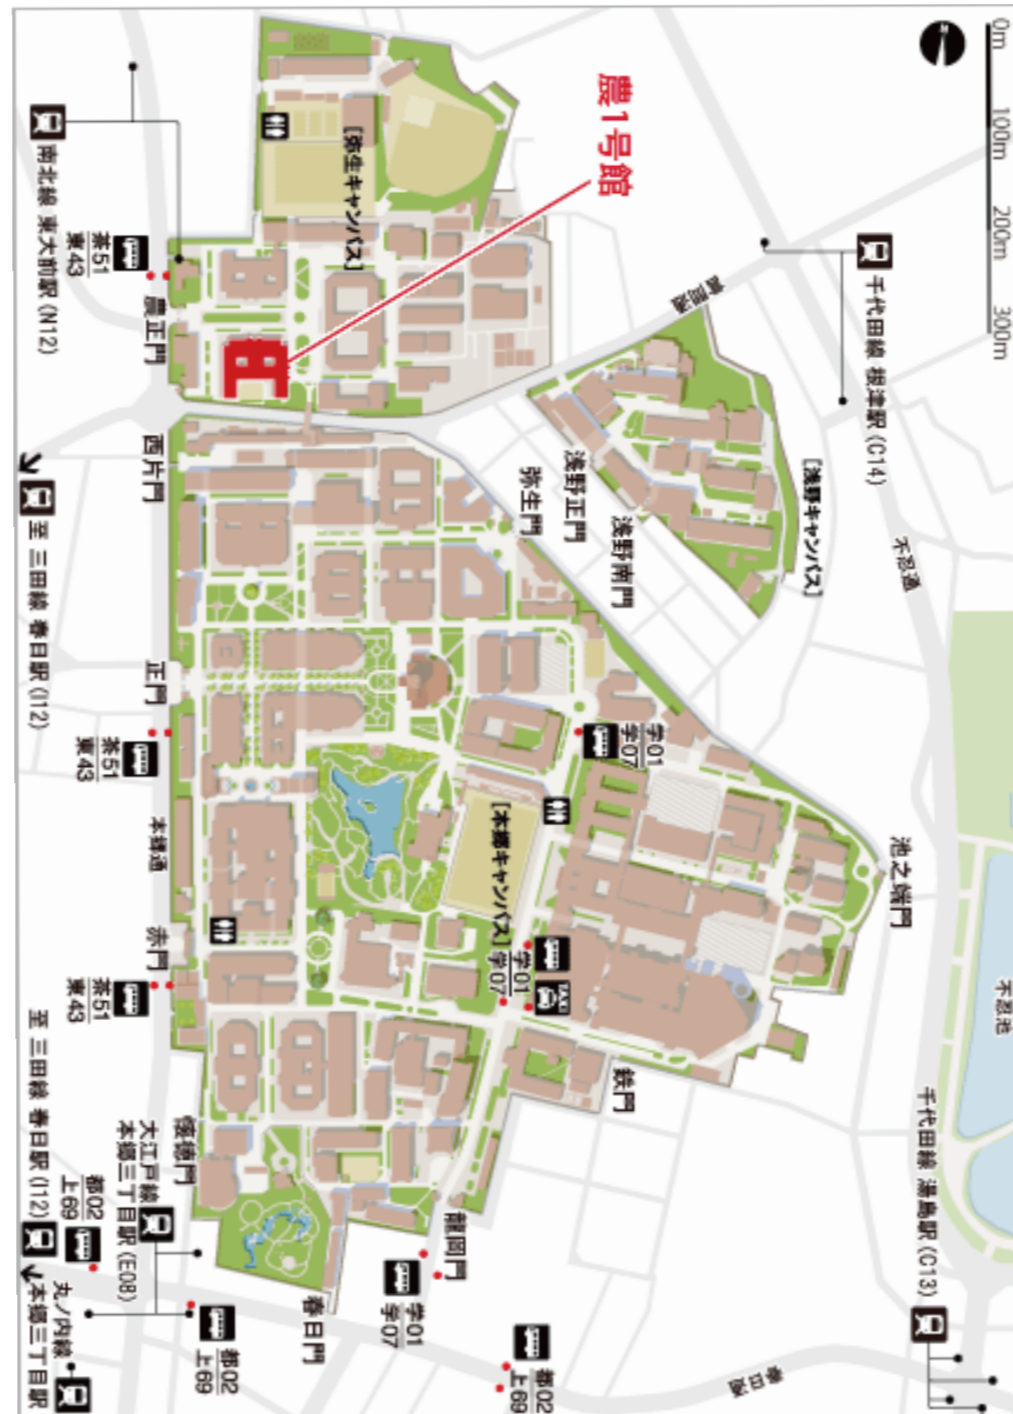 0m 100m 200m 300m
農1号館
[弥生キャンパス]
南北線 東大前駅 (N12)
茶51
東43
農正門
千代田線 根津駅 (C14)
言問通
[浅野キャンパス]
不忍通
浅野正門
浅野南門
弥生門
西片門
至 三田線 春日駅 (I12)
正門
茶51
東43
学01
学07
本郷通
[本郷キャンパス]
池之端門
不忍池
赤門
茶51
東43
学01
学07
TAXI
鉄門
千代田線 湯島駅 (C13)
至 三田線 春日駅 (I12)
懐徳門
大江戸線
本郷三丁目駅 (E08)
都02
上69
龍岡門
学01
学07
春日門
都02
上69
都02
上69
春日通
丸ノ内線
本郷三丁目駅